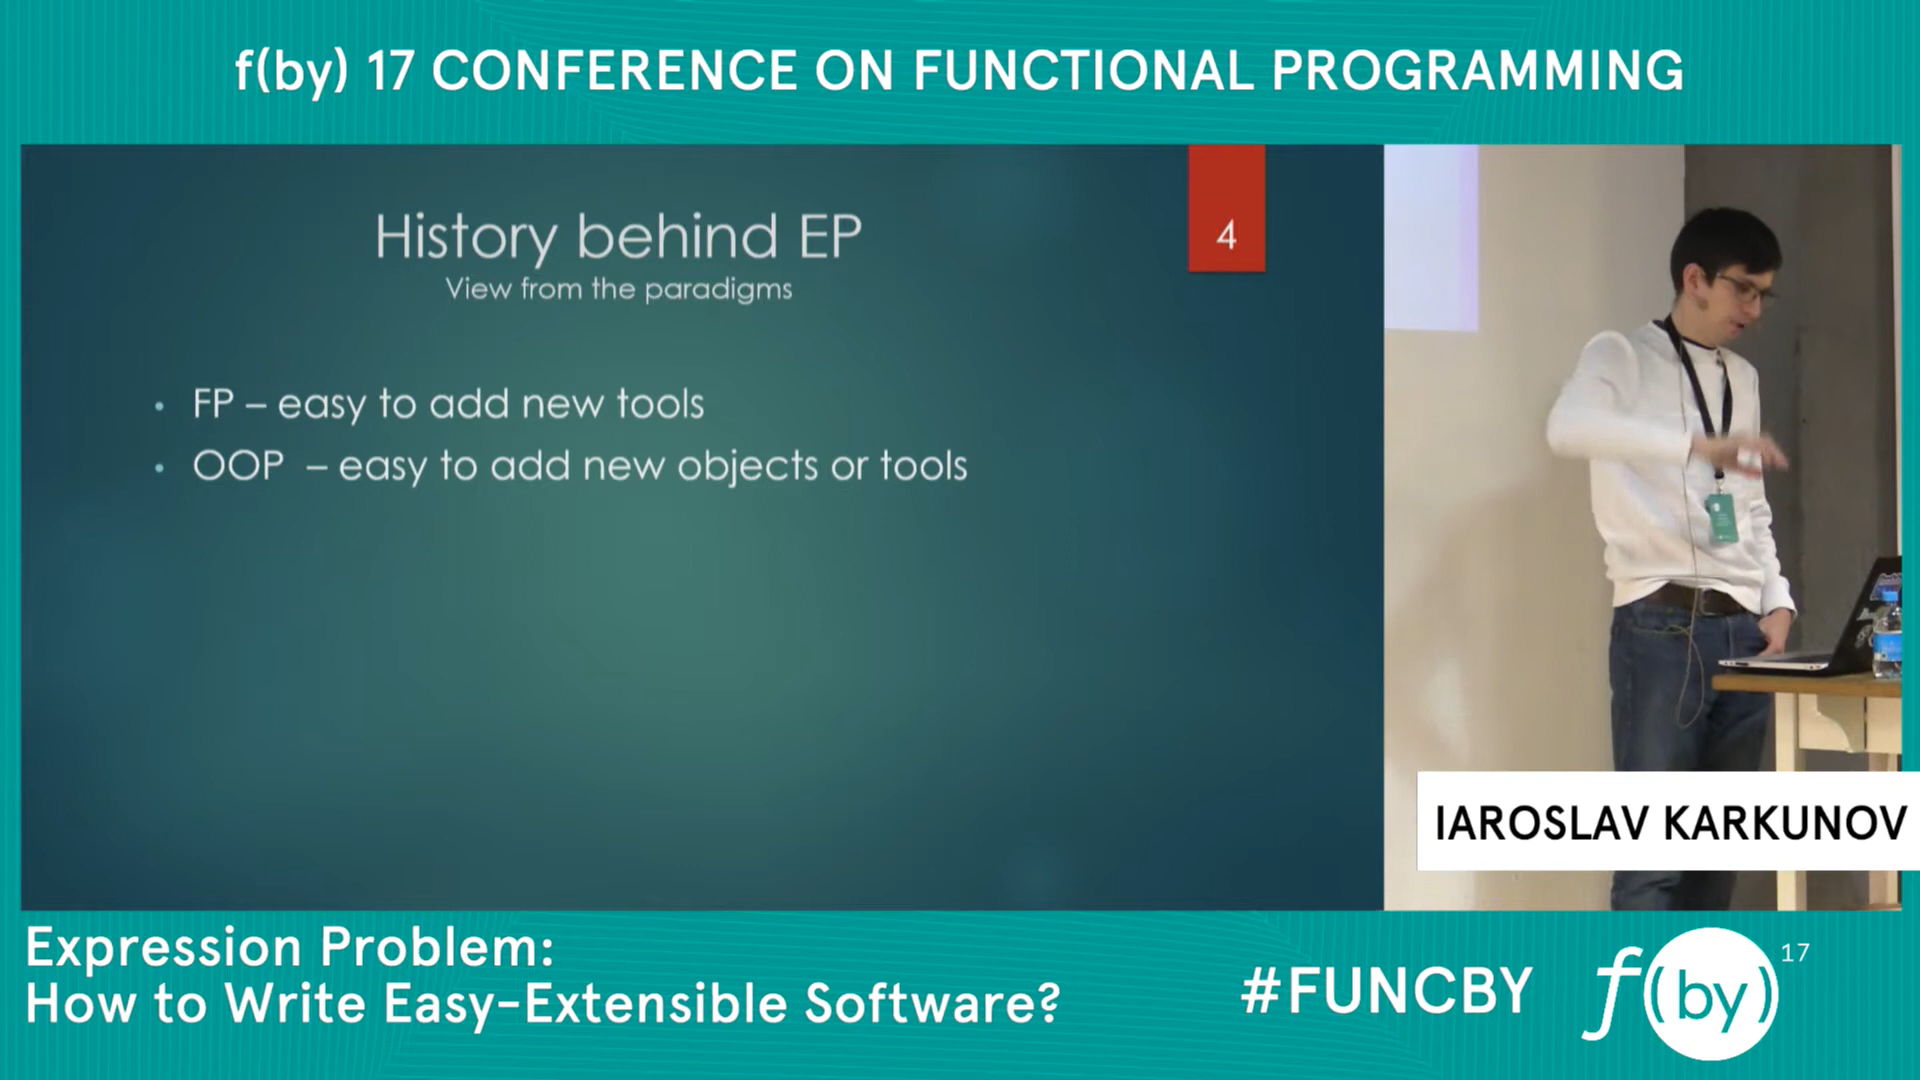 f(by) 17 CONFERENCE ON FUNCTIONAL PROGRAMMING
History behind EP
View from the paradigms
4
• FP – easy to add new tools
• OOP – easy to add new objects or tools
IAROSLAV KARKUNOV
Expression Problem:
How to Write Easy-Extensible Software?
#FUNCBY
f(by) 17